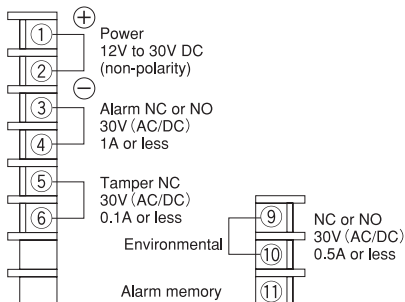 ① ⊕
Power
12V to 30V DC
(non-polarity)
②
⊖
③
Alarm NC or NO
30V (AC/DC)
1A or less
④
⑤
Tamper NC
30V (AC/DC)
0.1A or less
⑥
Environmental
⑨
NC or NO
30V (AC/DC)
0.5A or less
⑩
Alarm memory
⑪